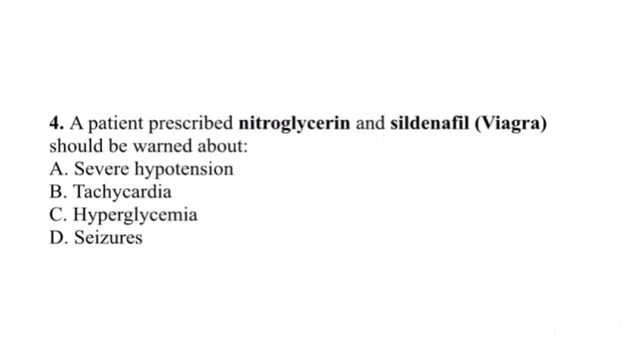 4. A patient prescribed nitroglycerin and sildenafil (Viagra)
should be warned about:
A. Severe hypotension
B. Tachycardia
C. Hyperglycemia
D. Seizures